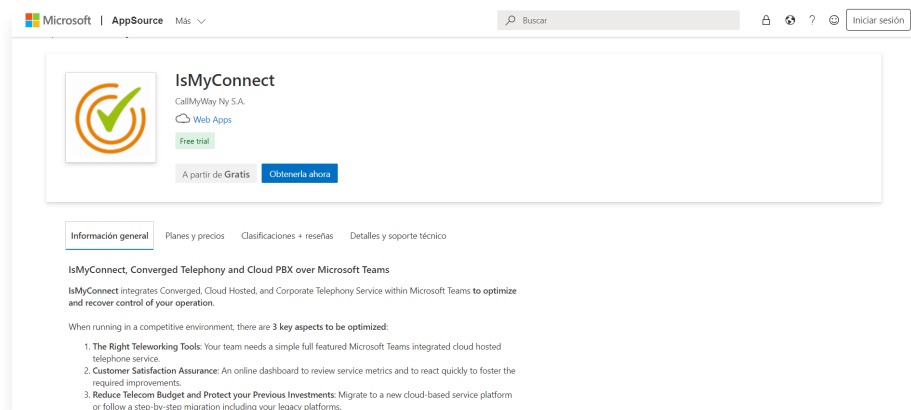 Microsoft | AppSource Más Buscar ? Iniciar sesión
IsMyConnect
CallMyWay Ny S.A.
Web Apps
Free trial
A partir de Gratis Obtenerla ahora
Información general Planes y precios Clasificaciones + reseñas Detalles y soporte técnico
IsMyConnect, Converged Telephony and Cloud PBX over Microsoft Teams
IsMyConnect integrates Converged, Cloud Hosted, and Corporate Telephony Service within Microsoft Teams to optimize
and recover control of your operation.
When running in a competitive environment, there are 3 key aspects to be optimized:
1. The Right Teleworking Tools: Your team needs a simple full featured Microsoft Teams integrated cloud hosted
telephone service.
2. Customer Satisfaction Assurance: An online dashboard to review service metrics and to react quickly to foster the
required improvements.
3. Reduce Telecom Budget and Protect your Previous Investments: Migrate to a new cloud-based service platform
or follow a step-by-step migration including your legacy platforms.